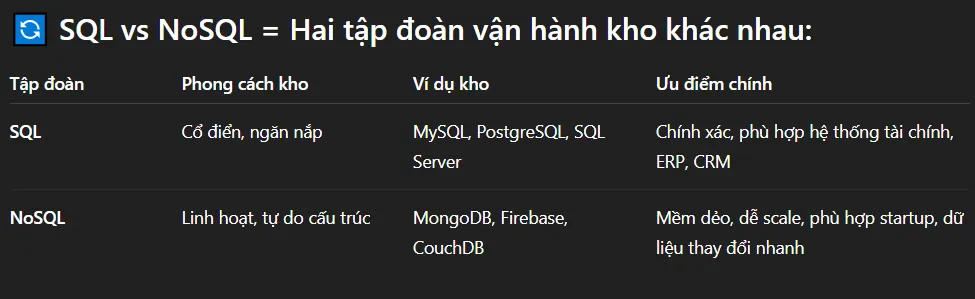 🔄 SQL vs NoSQL = Hai tập đoàn vận hành kho khác nhau:
Tập đoàn Phong cách kho Ví dụ kho Ưu điểm chính
SQL Cổ điển, ngăn nắp MySQL, PostgreSQL, SQL Server Chính xác, phù hợp hệ thống tài chính, ERP, CRM
NoSQL Linh hoạt, tự do cấu trúc MongoDB, Firebase, CouchDB Mềm dẻo, dễ scale, phù hợp startup, dữ liệu thay đổi nhanh